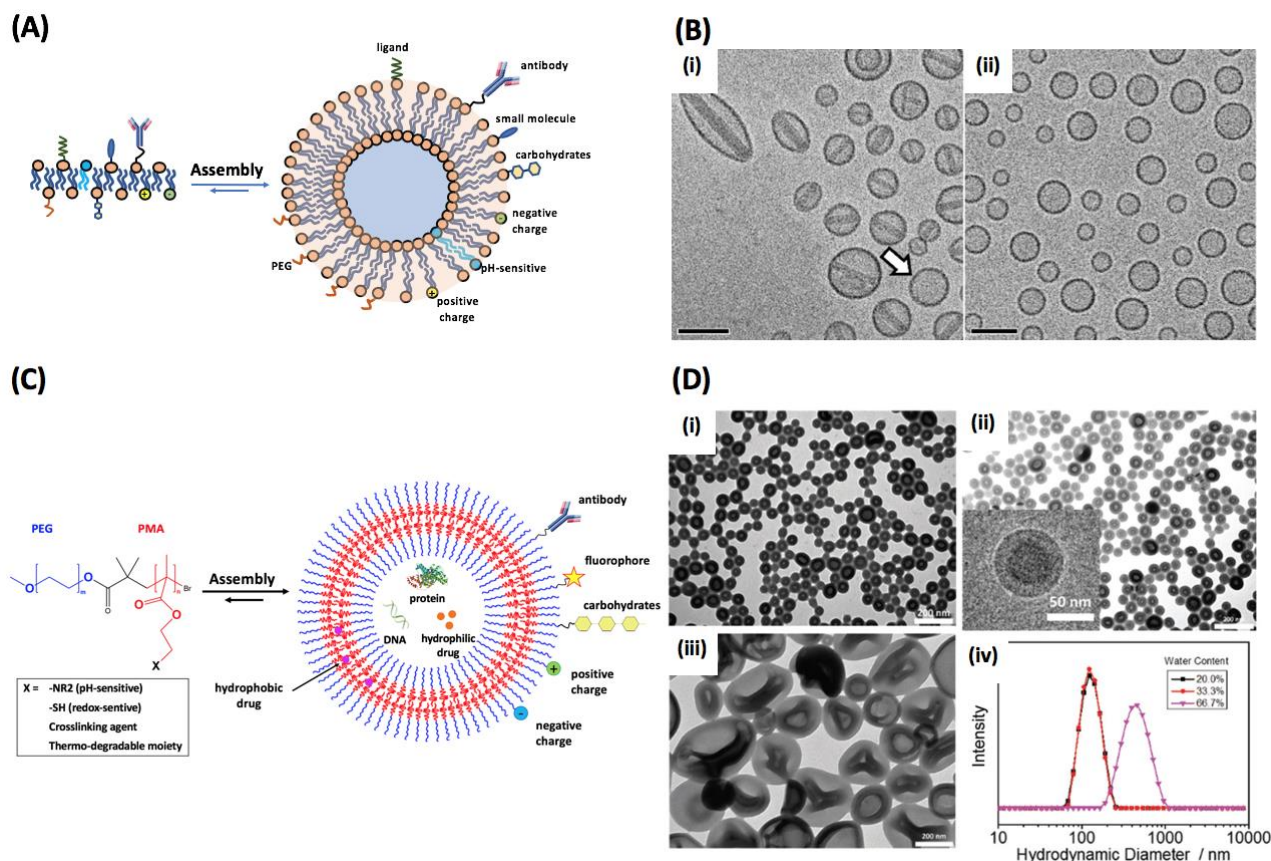 (A)
ligand
antibody
small molecule
carbohydrates
negative
charge
pH-sensitive
positive
charge
PEG
Assembly
+
-
+
-
(B)
(i)
(ii)
(C)
PEG
PMA
O
m
O
O
n
Br
O
O
X
X = -NR2 (pH-sensitive)
-SH (redox-sentive)
Crosslinking agent
Thermo-degradable moiety
Assembly
protein
DNA
hydrophilic
drug
hydrophobic
drug
antibody
fluorophore
carbohydrates
+
positive
charge
-
negative
charge
(D)
(i)
200 nm
(ii)
50 nm
200 nm
(iii)
200 nm
(iv)
Water Content
20.0%
33.3%
66.7%
Intensity
10 100 1000 10000
Hydrodynamic Diameter / nm